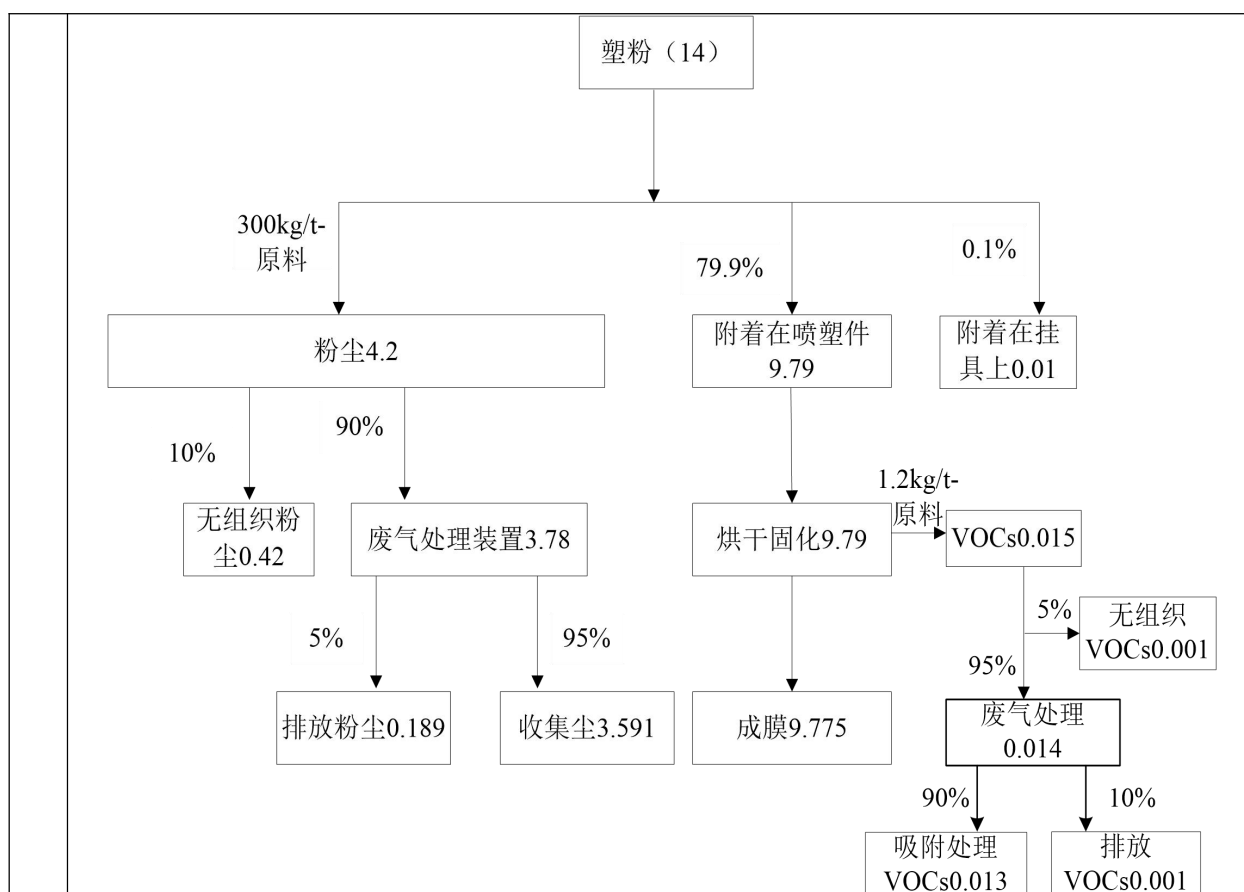 塑粉（14）
300kg/t-
原料
79.9%
0.1%
粉尘4.2
附着在喷塑件
9.79
附着在挂
具上0.01
10%
90%
1.2kg/t-
原料
无组织粉
尘0.42
废气处理装置3.78
烘干固化9.79
VOCs0.015
5%
95%
5%
无组织
VOCs0.001
95%
排放粉尘0.189
收集尘3.591
成膜9.775
废气处理
0.014
90%
10%
吸附处理
VOCs0.013
排放
VOCs0.001